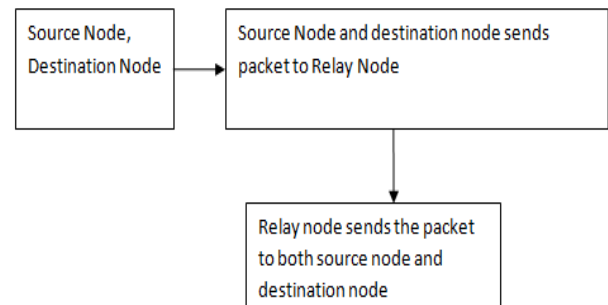 Source Node,
Destination Node
Source Node and destination node sends
packet to Relay Node
Relay node sends the packet
to both source node and
destination node